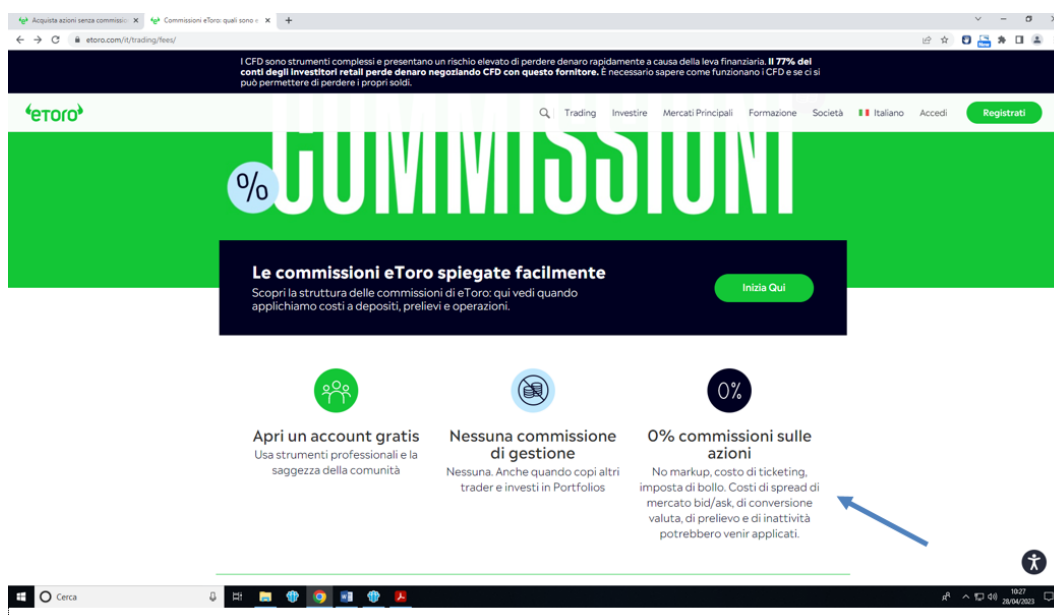 Acquista azioni senza commissio
Commissioni eToro: quali sono e
etoro.com/it/trading/fees/
I CFD sono strumenti complessi e presentano un rischio elevato di perdere denaro rapidamente a causa della leva finanziaria. Il 77% dei
conti degli investitori retail perde denaro negoziando CFD con questo fornitore. È necessario sapere come funzionano i CFD e se ci si
può permettere di perdere i propri soldi.
eToro
Trading Investire Mercati Principali Formazione Società Italiano Accedi Registrati
% COMMISSIONI
Le commissioni eToro spiegate facilmente
Scopri la struttura delle commissioni di eToro: qui vedi quando
applichiamo costi a depositi, prelievi e operazioni.
Inizia Qui
Apri un account gratis
Usa strumenti professionali e la
saggezza della comunità
Nessuna commissione
di gestione
Nessuna. Anche quando copi altri
trader e investi in Portfolios
0%
0% commissioni sulle
azioni
No markup, costo di ticketing,
imposta di bollo. Costi di spread di
mercato bid/ask, di conversione
valuta, di prelievo e di inattività
potrebbero venir applicati.
Cerca
10:27
28/04/2023